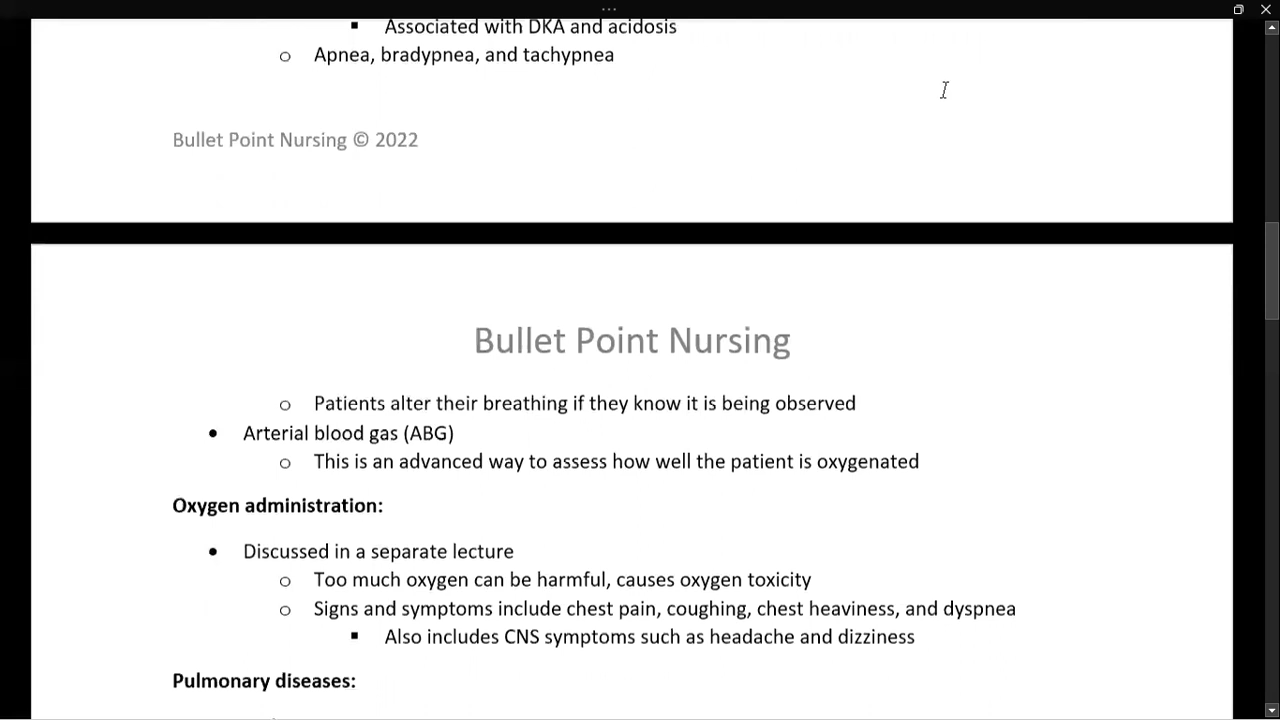 ▪ Associated with DKA and acidosis
o Apnea, bradypnea, and tachypnea
Bullet Point Nursing © 2022
Bullet Point Nursing
o Patients alter their breathing if they know it is being observed
• Arterial blood gas (ABG)
o This is an advanced way to assess how well the patient is oxygenated
Oxygen administration:
• Discussed in a separate lecture
o Too much oxygen can be harmful, causes oxygen toxicity
o Signs and symptoms include chest pain, coughing, chest heaviness, and dyspnea
▪ Also includes CNS symptoms such as headache and dizziness
Pulmonary diseases: